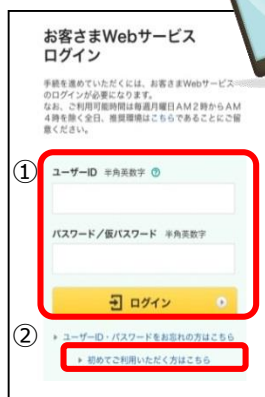 お客さまWebサービス
ログイン
手続を進めていただくには、お客さまWebサービス
のログインが必要になります。
なお、ご利用可能時間は毎週月曜日AM2時からAM
4時を除く全日、推奨環境はこちらであることにご留
意ください。
①
ユーザーID 半角英数字 ?
パスワード／仮パスワード 半角英数字
ログイン
②
ユーザーID・パスワードをお忘れの方はこちら
初めてご利用いただく方はこちら